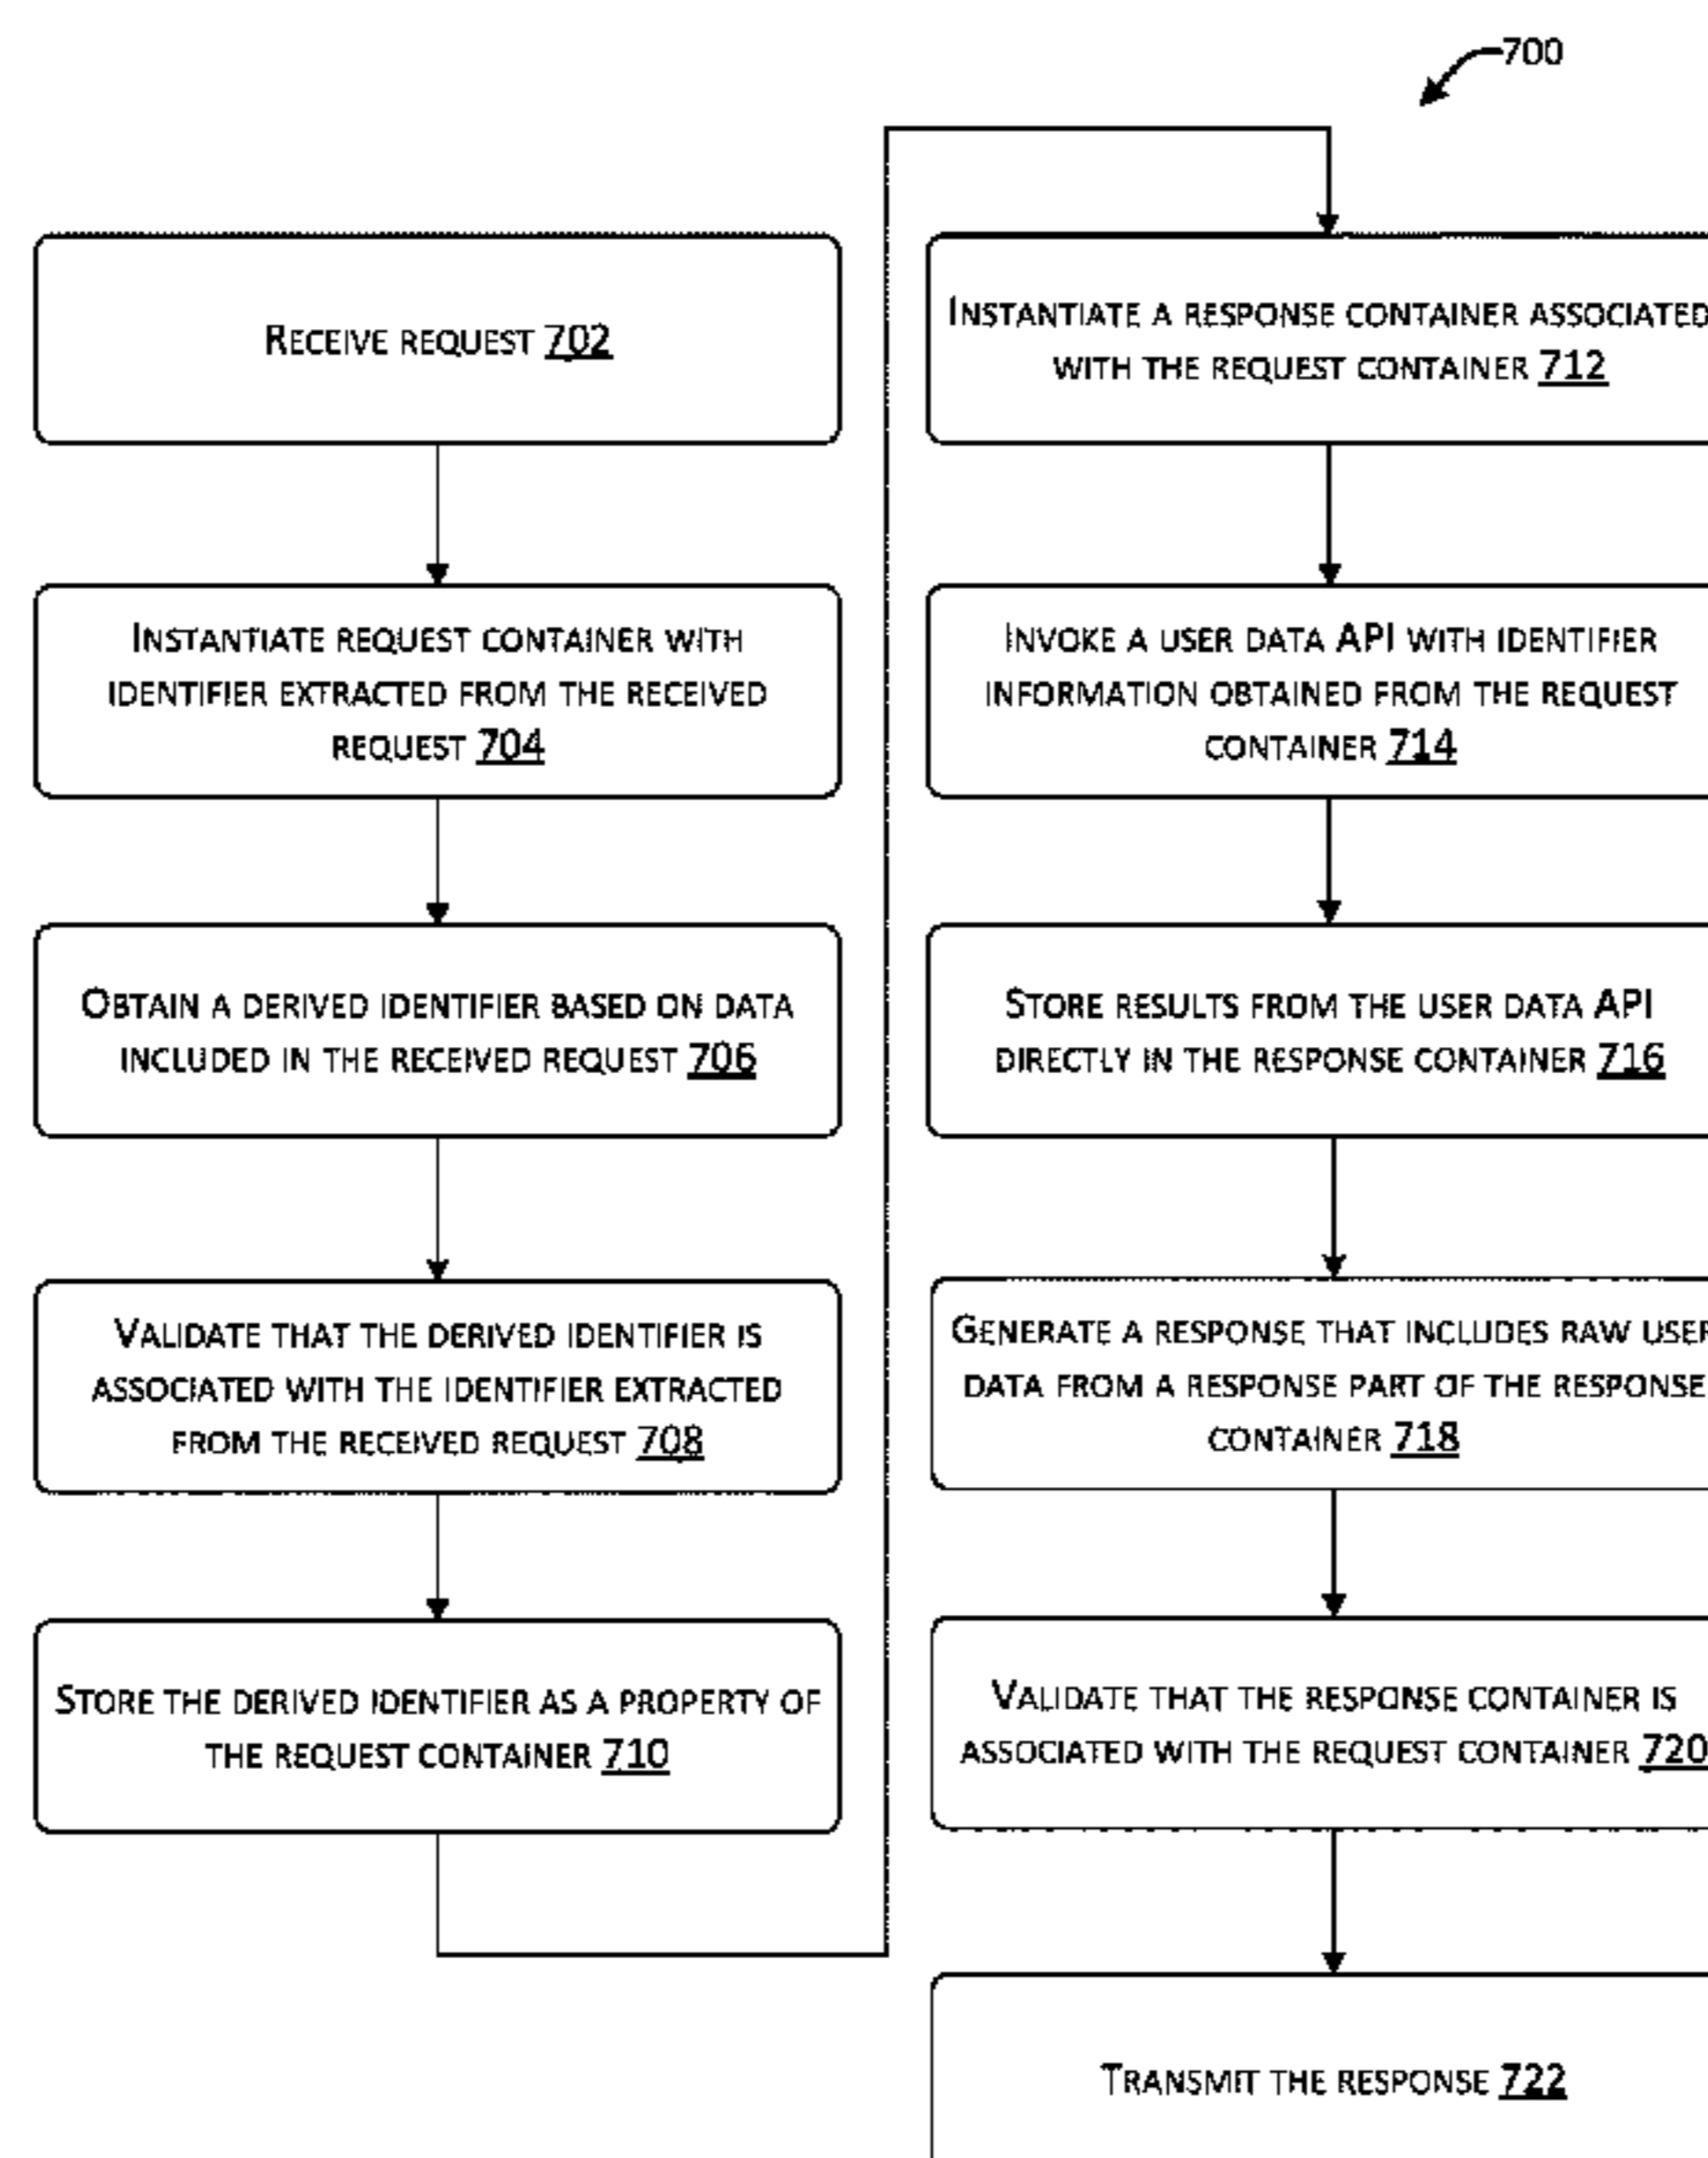 700
RECEIVE REQUEST 702
INSTANTIATE REQUEST CONTAINER WITH
IDENTIFIER EXTRACTED FROM THE RECEIVED
REQUEST 704
OBTAIN A DERIVED IDENTIFIER BASED ON DATA
INCLUDED IN THE RECEIVED REQUEST 706
VALIDATE THAT THE DERIVED IDENTIFIER IS
ASSOCIATED WITH THE IDENTIFIER EXTRACTED
FROM THE RECEIVED REQUEST 708
STORE THE DERIVED IDENTIFIER AS A PROPERTY OF
THE REQUEST CONTAINER 710
INSTANTIATE A RESPONSE CONTAINER ASSOCIATED
WITH THE REQUEST CONTAINER 712
INVOKE A USER DATA API WITH IDENTIFIER
INFORMATION OBTAINED FROM THE REQUEST
CONTAINER 714
STORE RESULTS FROM THE USER DATA API
DIRECTLY IN THE RESPONSE CONTAINER 716
GENERATE A RESPONSE THAT INCLUDES RAW USER
DATA FROM A RESPONSE PART OF THE RESPONSE
CONTAINER 718
VALIDATE THAT THE RESPONSE CONTAINER IS
ASSOCIATED WITH THE REQUEST CONTAINER 720
TRANSMIT THE RESPONSE 722